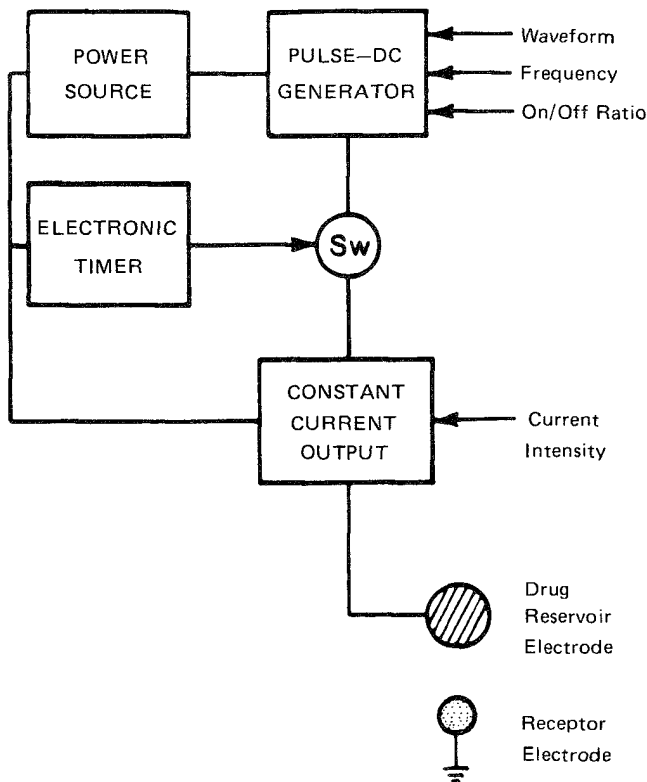 POWER
SOURCE
PULSE–DC
GENERATOR
Waveform
Frequency
On/Off Ratio
ELECTRONIC
TIMER
Sw
CONSTANT
CURRENT
OUTPUT
Current
Intensity
Drug
Reservoir
Electrode
Receptor
Electrode